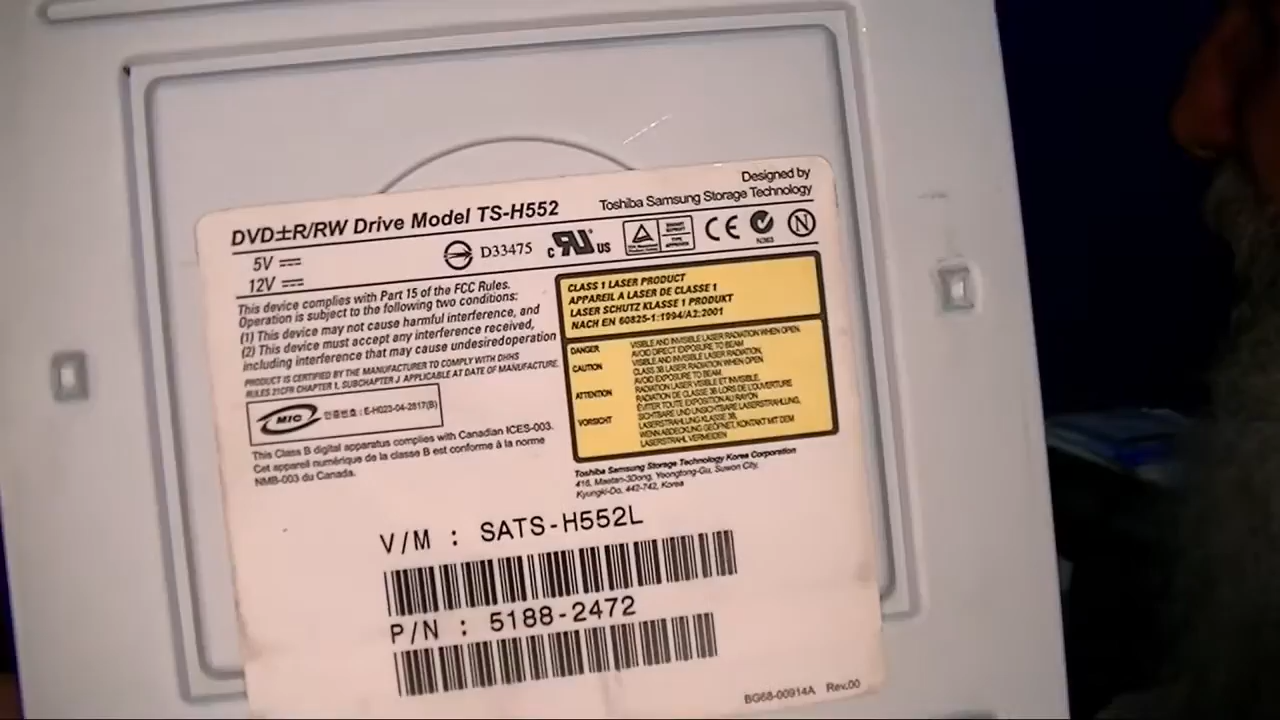 Designed by
DVD±R/RW Drive Model TS-H552
Toshiba Samsung Storage Technology
5V
12V
D33475
c RU US
CE
N363
N
This device complies with Part 15 of the FCC Rules.
Operation is subject to the following two conditions:
(1) This device may not cause harmful interference, and
(2) This device must accept any interference received,
including interference that may cause undesiredoperation
PRODUCT IS CERTIFIED BY THE MANUFACTURER TO COMPLY WITH DHHS
RULES 21CFR CHAPTER 1, SUBCHAPTER J APPLICABLE AT DATE OF MANUFACTURE.
MIC
인증번호 : E-H023-04-2817(B)
This Class B digital apparatus complies with Canadian ICES-003.
Cet appareil numérique de la classe B est conforme à la norme
NMB-003 du Canada.
CLASS 1 LASER PRODUCT
APPAREIL A LASER DE CLASSE 1
LASER SCHUTZ KLASSE 1 PRODUKT
NACH EN 60825-1:1994/A2:2001
DANGER VISIBLE AND INVISIBLE LASER RADIATION WHEN OPEN.
AVOID DIRECT EXPOSURE TO BEAM
CAUTION VISIBLE AND INVISIBLE LASER RADIATION,
CLASS 3B LASER RADIATION WHEN OPEN
AVOID EXPOSURE TO BEAM.
ATTENTION RADIATION LASER VISIBLE ET INVISIBLE,
RADIATION DE CLASSE 3B LORS DE L'OUVERTURE
ÉVITER TOUTE EXPOSITION AU RAYON
VORSICHT SICHTBARE UND UNSICHTBARE LASERSTRAHLUNG,
LASERSTRAHLUNG KLASSE 3B,
WENN ABDECKUNG GEÖFFNET, KONTAKT MIT DEM
LASERSTRAHL VERMEIDEN
Toshiba Samsung Storage Technology Korea Corporation
416, Maetan-3Dong, Yeongtong-Gu, Suwon City,
Kyungki-Do, 442-742, Korea
V/M : SATS-H552L
P/N : 5188-2472
BG68-00914A Rev.00